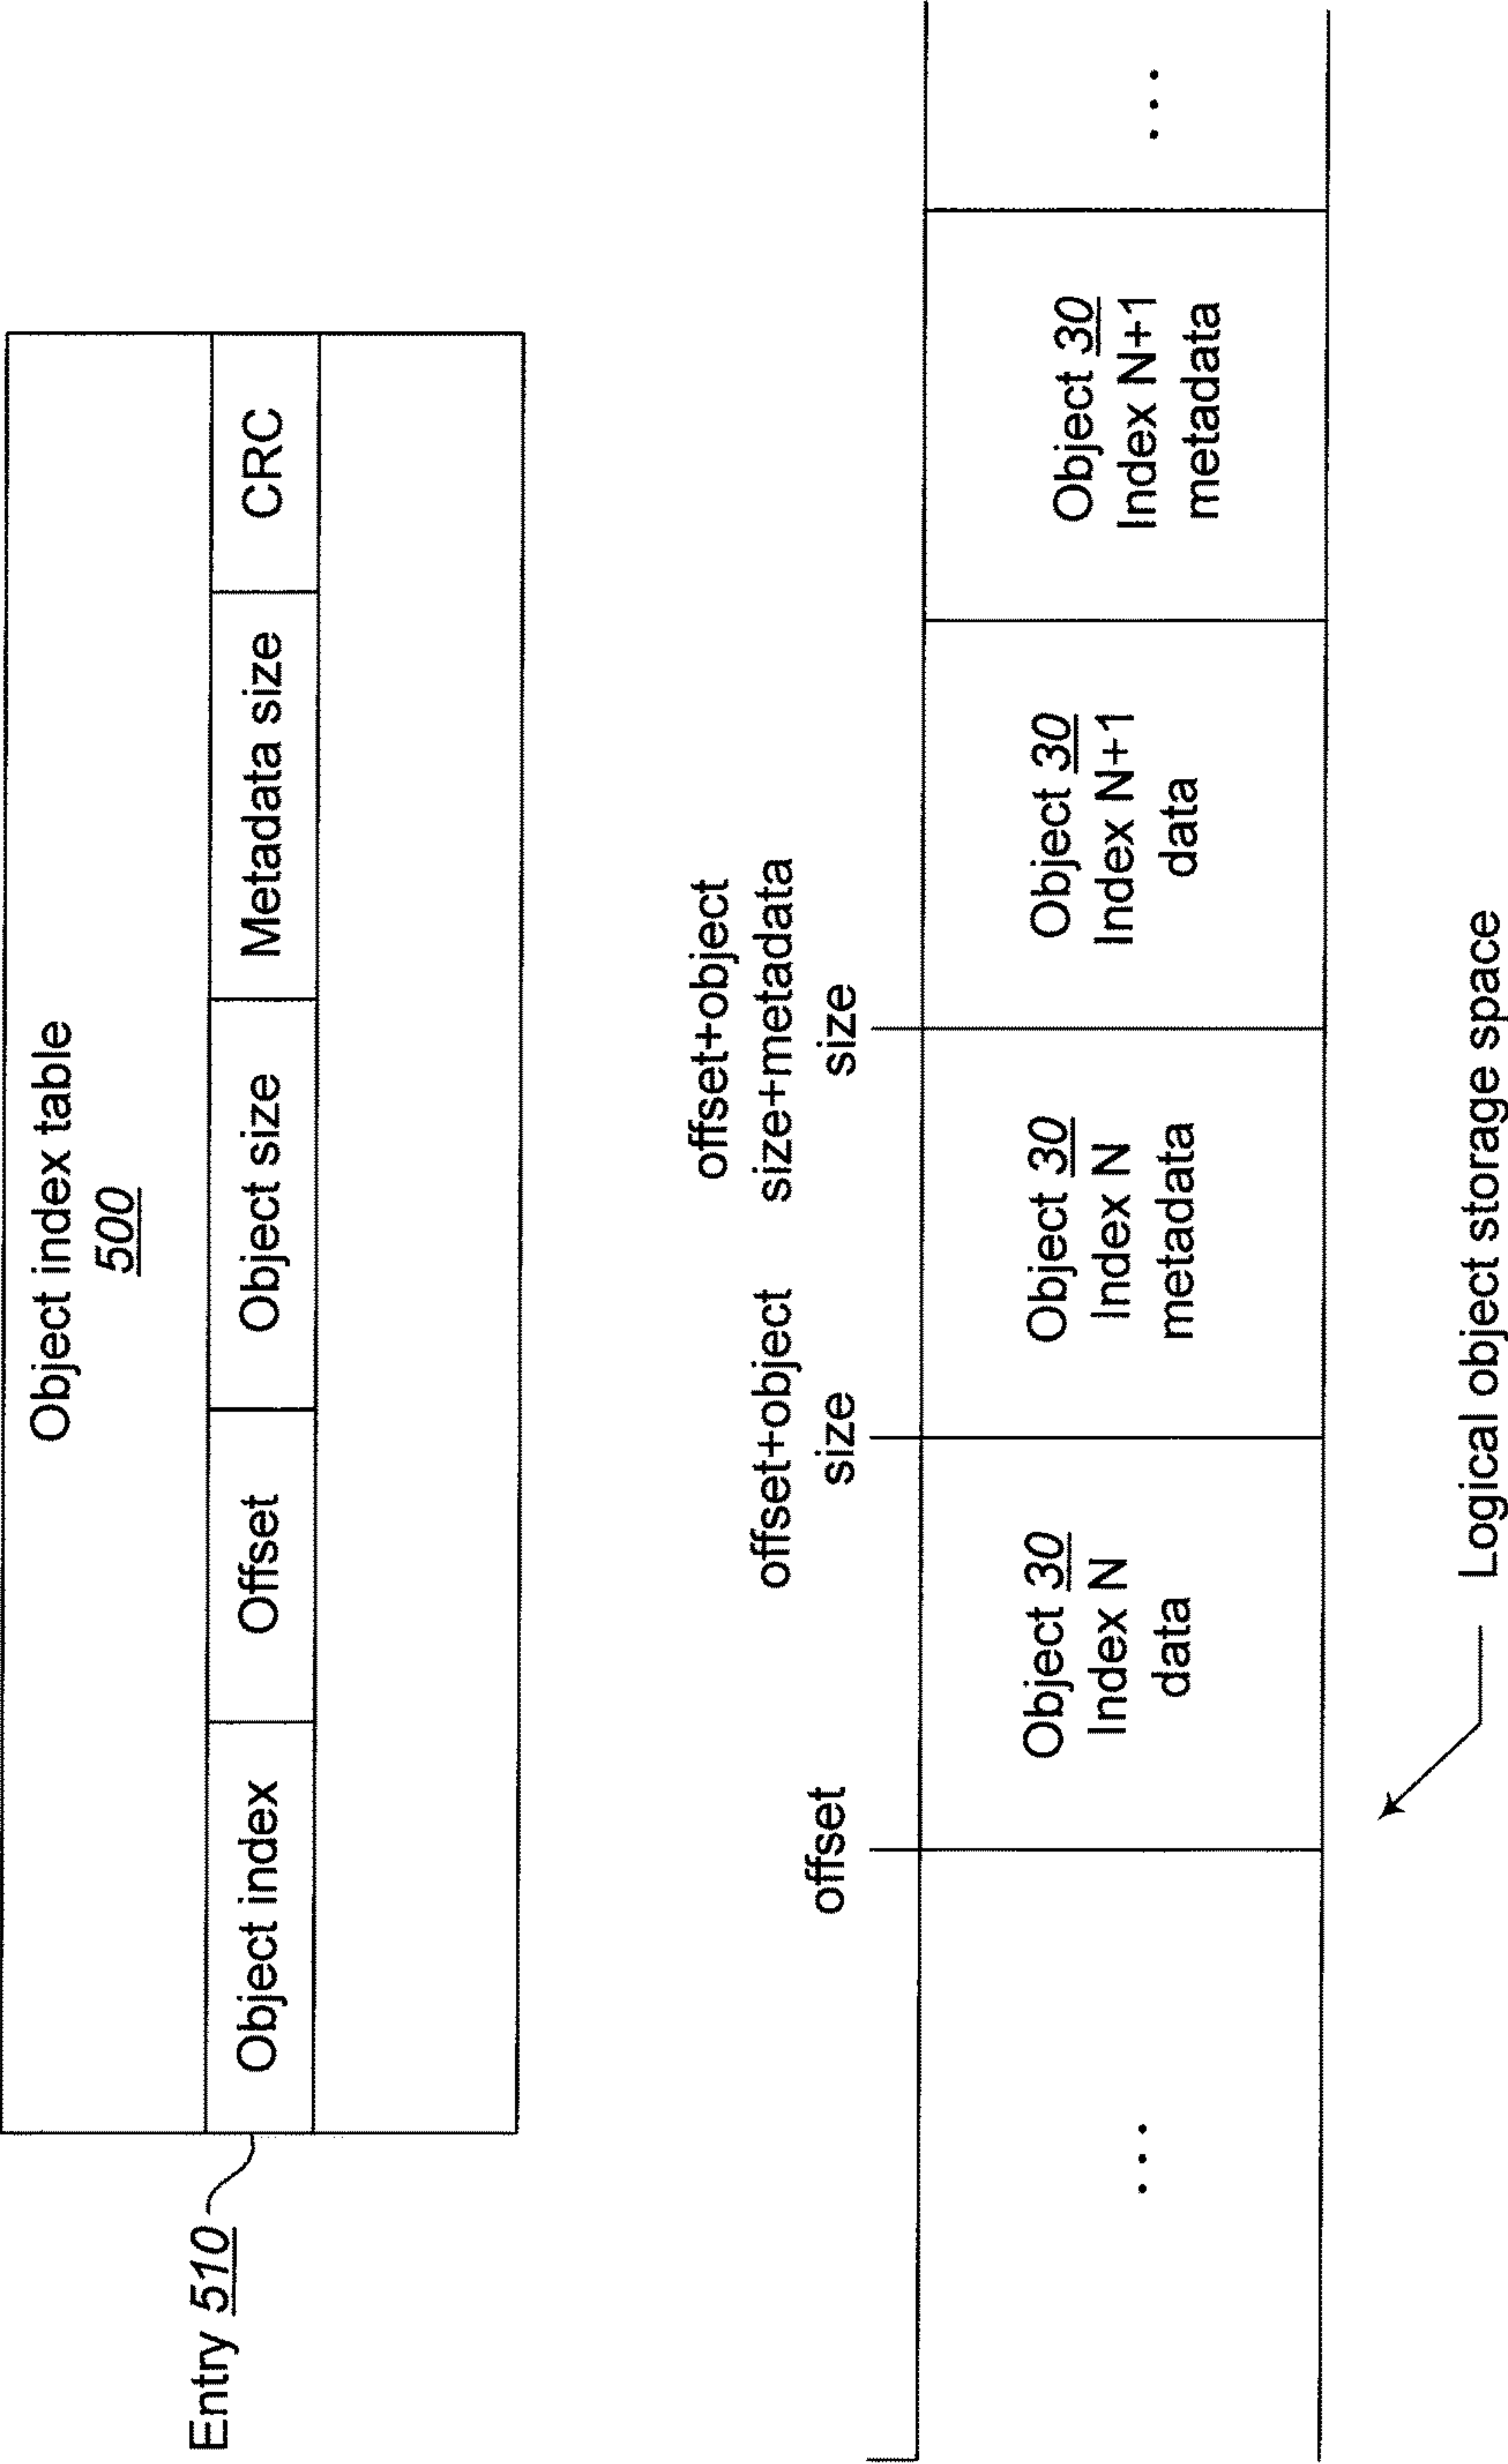 Object index table
500
Entry 510
Object index
Offset
Object size
Metadata size
CRC
offset
offset+object
size
offset+object
size+metadata
size
...
Object 30
Index N
data
Object 30
Index N
metadata
Object 30
Index N+1
data
Object 30
Index N+1
metadata
...
Logical object storage space